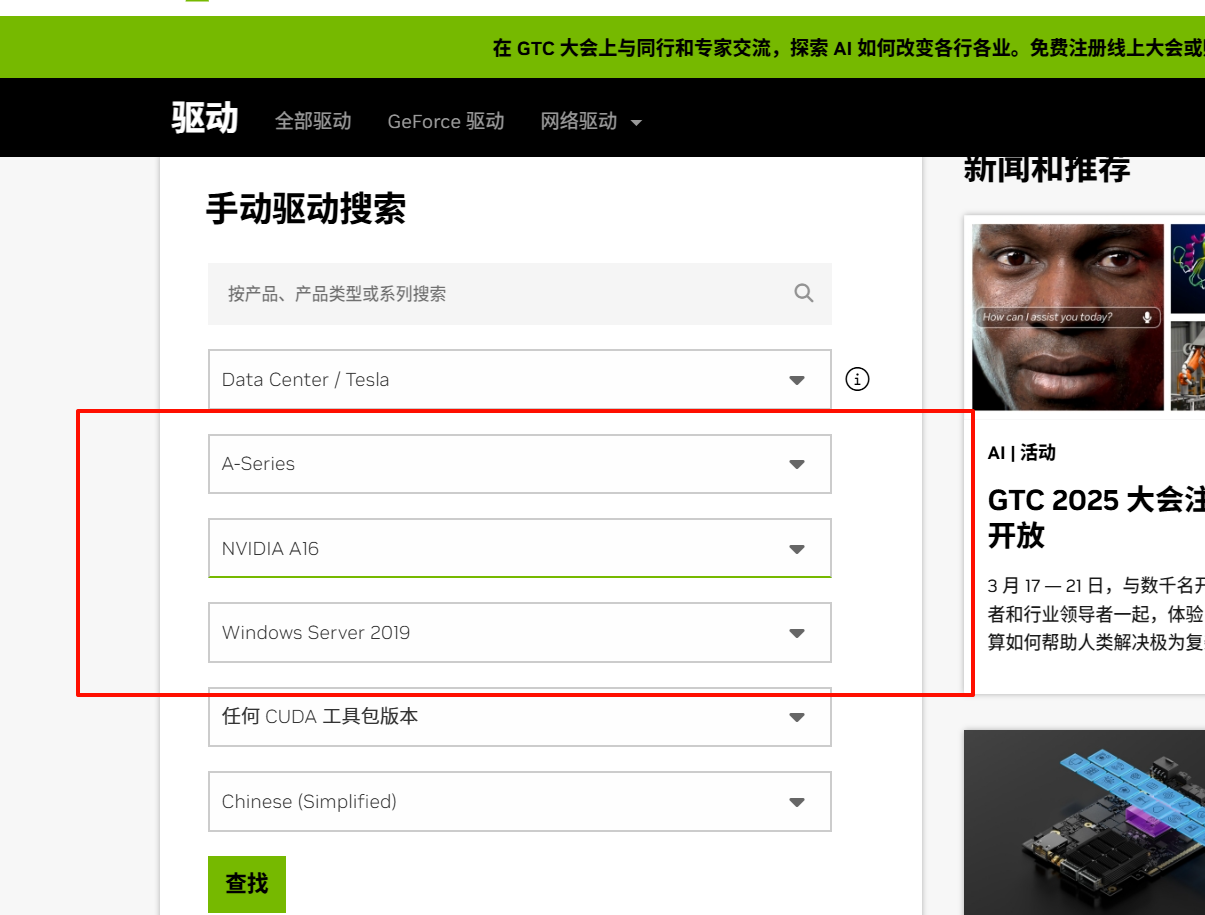 在 GTC 大会上与同行和专家交流，探索 AI 如何改变各行各业。免费注册线上大会或
驱动
全部驱动
GeForce 驱动
网络驱动
手动驱动搜索
按产品、产品类型或系列搜索
Data Center / Tesla
A-Series
NVIDIA A16
Windows Server 2019
任何 CUDA 工具包版本
Chinese (Simplified)
查找
新闻和推荐
How can I assist you today?
AI | 活动
GTC 2025 大会注
开放
3 月 17 — 21 日，与数千名开
者和行业领导者一起，体验
算如何帮助人类解决极为复